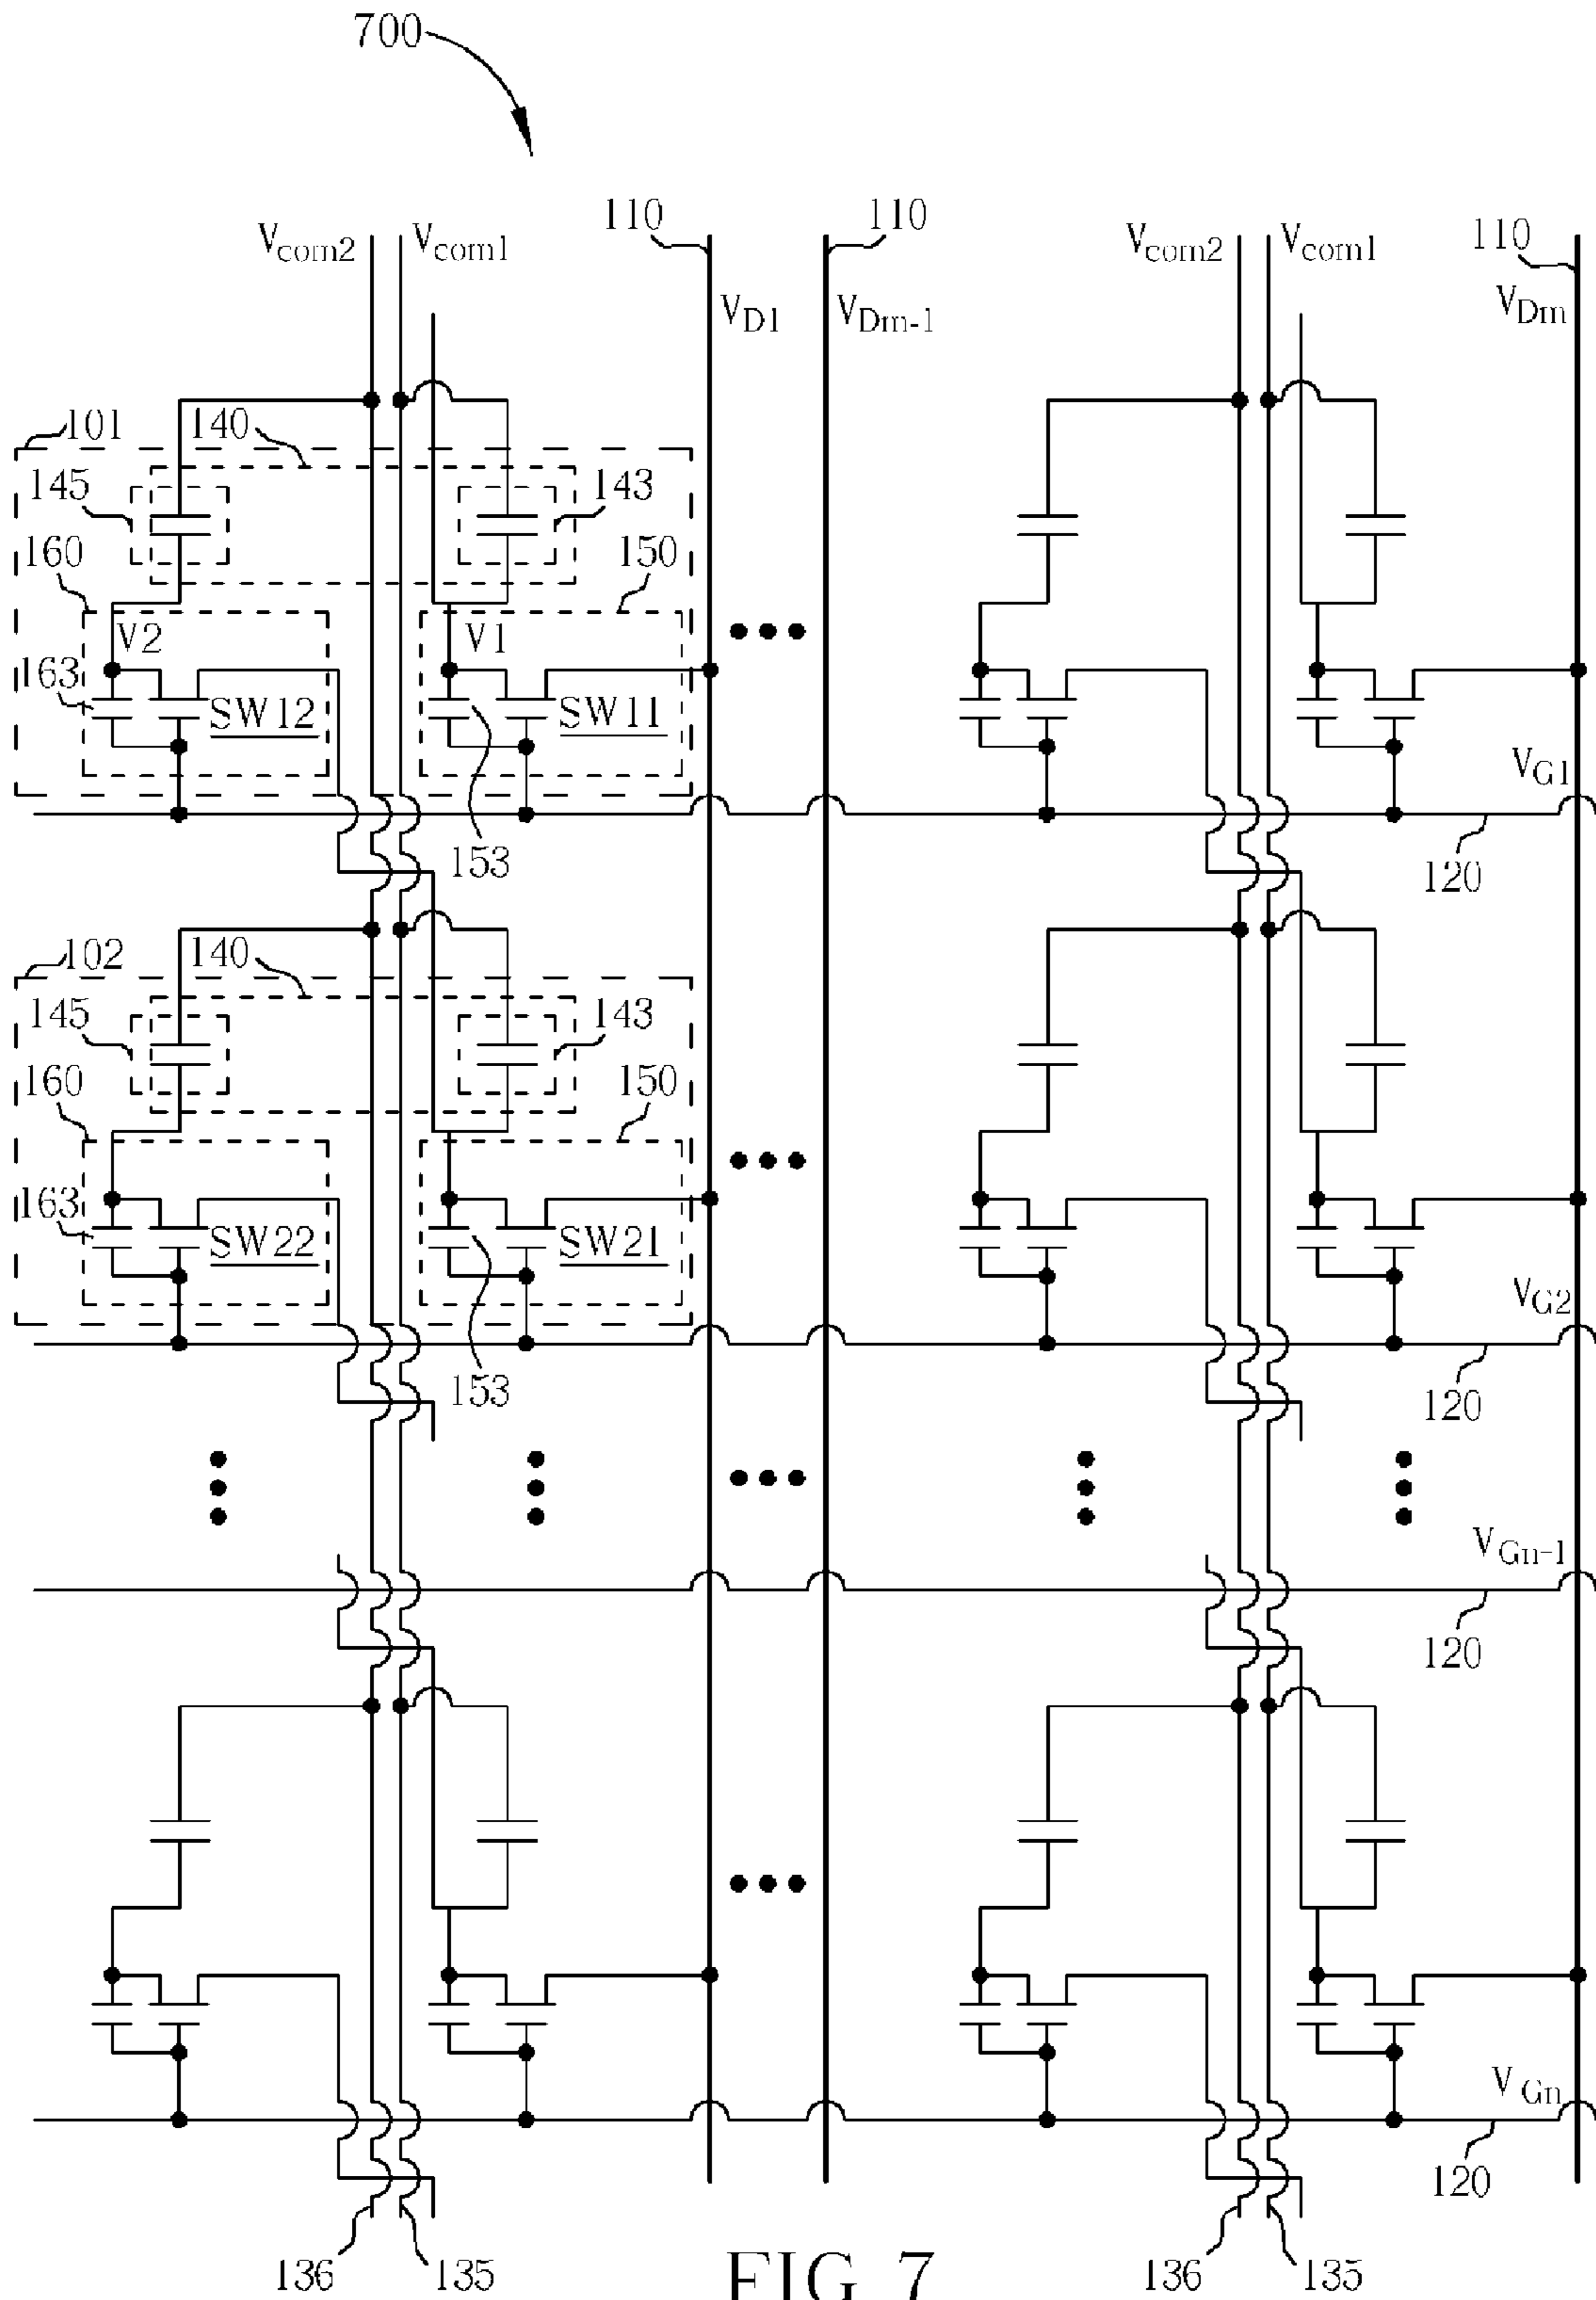 700
110 110 110
Vcom2 Vcom1 VD1 VDm-1 Vcom2 Vcom1 VDm
101 140
145 143
160 150
V2 V1
163 SW12 SW11
VG1
153 120
102 140
145 143
160 150
163 SW22 SW21
VG2
153 120
VGn-1
120
VGn
120
136 135 136 135
FIG 7